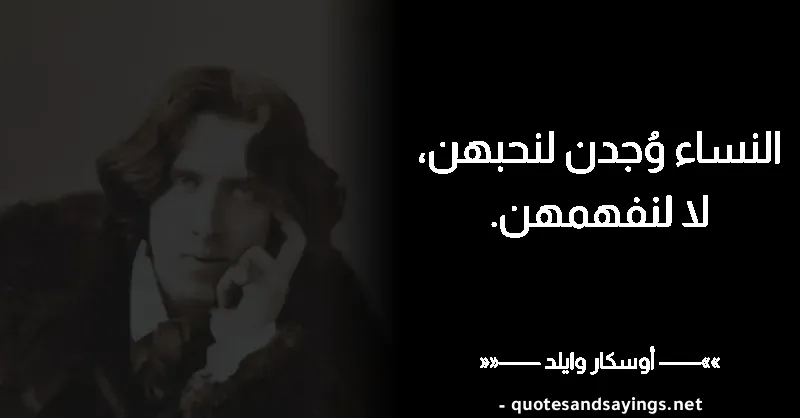 النساء وُجدن لنحبهن،
لا لنفهمهن.
»—— أوسكار وايلد ——««
- quotesandsayings.net